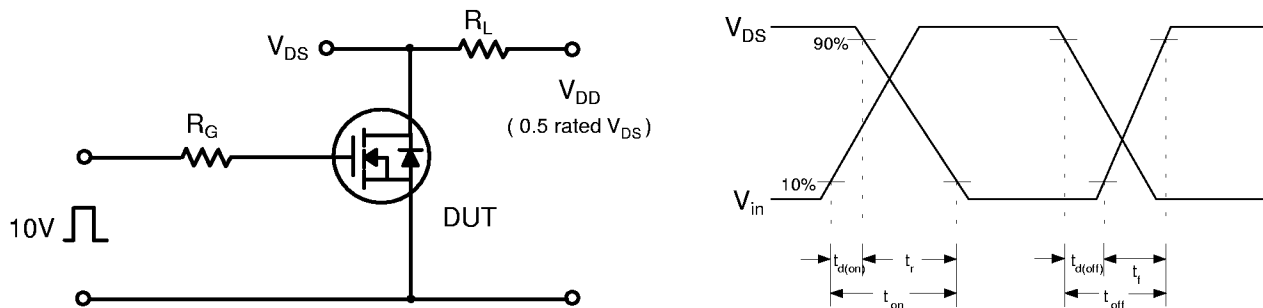 V_DS
R_L
V_DD
( 0.5 rated V_DS )
R_G
10V
DUT
V_DS
90%
10%
V_in
t_d(on)
t_r
t_on
t_d(off)
t_f
t_off